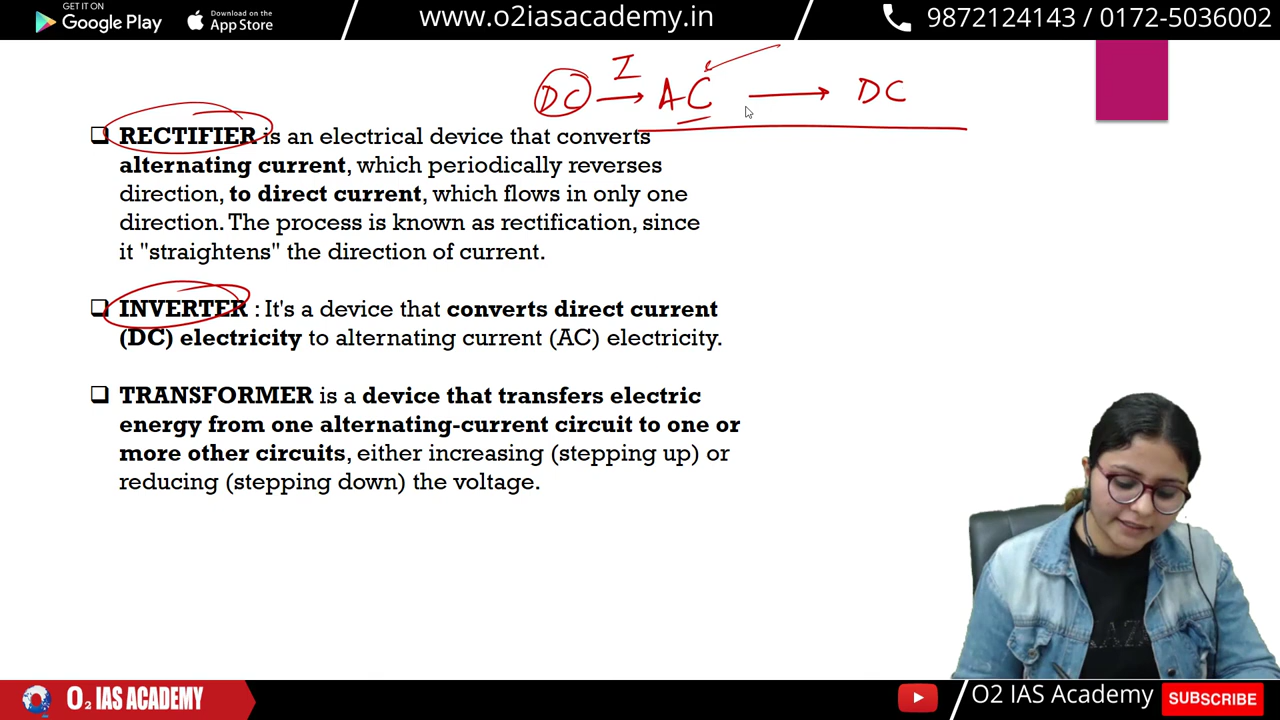 GET IT ON
Google Play
Download on the
App Store
www.o2iasacademy.in
9872124143 / 0172-5036002
DC I AC DC
❑ RECTIFIER is an electrical device that converts
alternating current, which periodically reverses
direction, to direct current, which flows in only one
direction. The process is known as rectification, since
it "straightens" the direction of current.
❑ INVERTER : It's a device that converts direct current
(DC) electricity to alternating current (AC) electricity.
❑ TRANSFORMER is a device that transfers electric
energy from one alternating-current circuit to one or
more other circuits, either increasing (stepping up) or
reducing (stepping down) the voltage.
O2 IAS ACADEMY
O2 IAS Academy
SUBSCRIBE